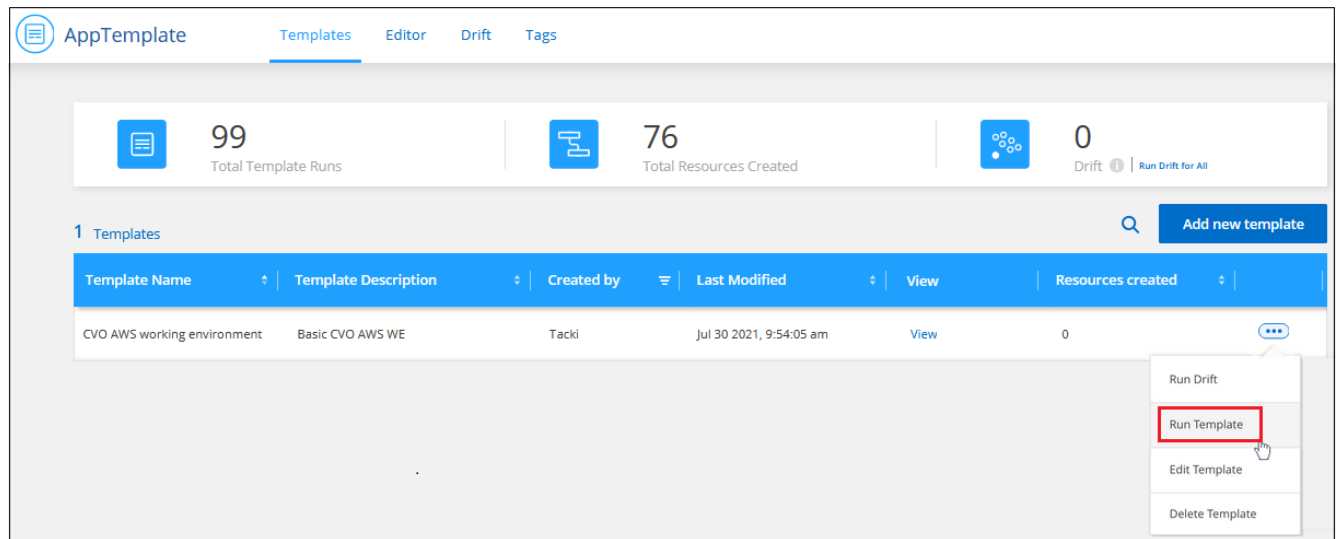 AppTemplate Templates Editor Drift Tags
99
Total Template Runs
76
Total Resources Created
0
Drift Run Drift for All
1 Templates
Add new template
Template Name Template Description Created by Last Modified View Resources created
CVO AWS working environment Basic CVO AWS WE Tacki Jul 30 2021, 9:54:05 am View 0
Run Drift
Run Template
Edit Template
Delete Template